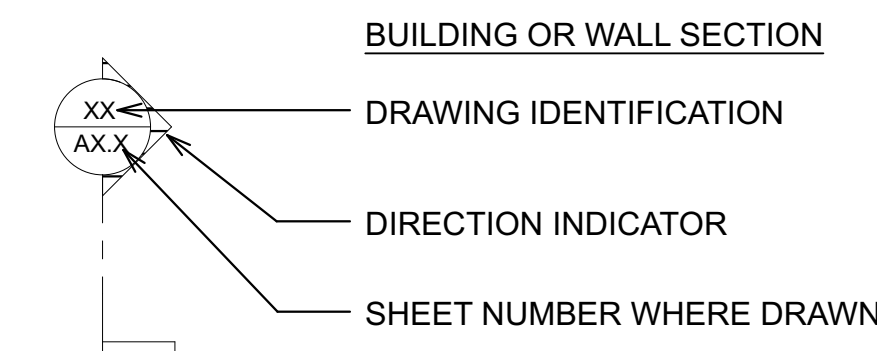 BUILDING OR WALL SECTION
XX
DRAWING IDENTIFICATION
AX.X
DIRECTION INDICATOR
SHEET NUMBER WHERE DRAWN